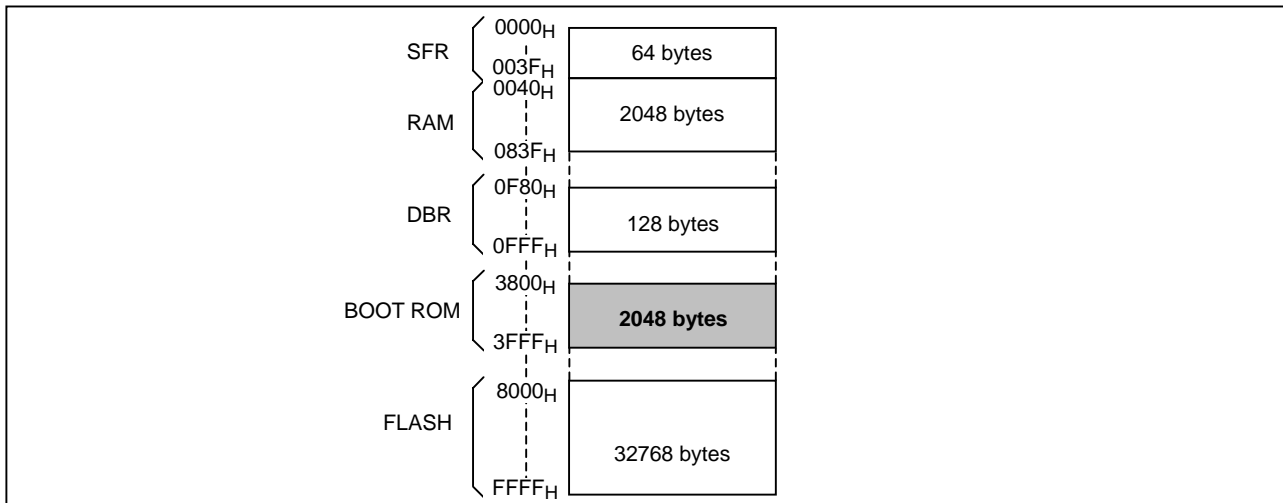 SFR
0000H
003FH
64 bytes
RAM
0040H
083FH
2048 bytes
DBR
0F80H
0FFFH
128 bytes
BOOT ROM
3800H
3FFFH
2048 bytes
FLASH
8000H
FFFFH
32768 bytes